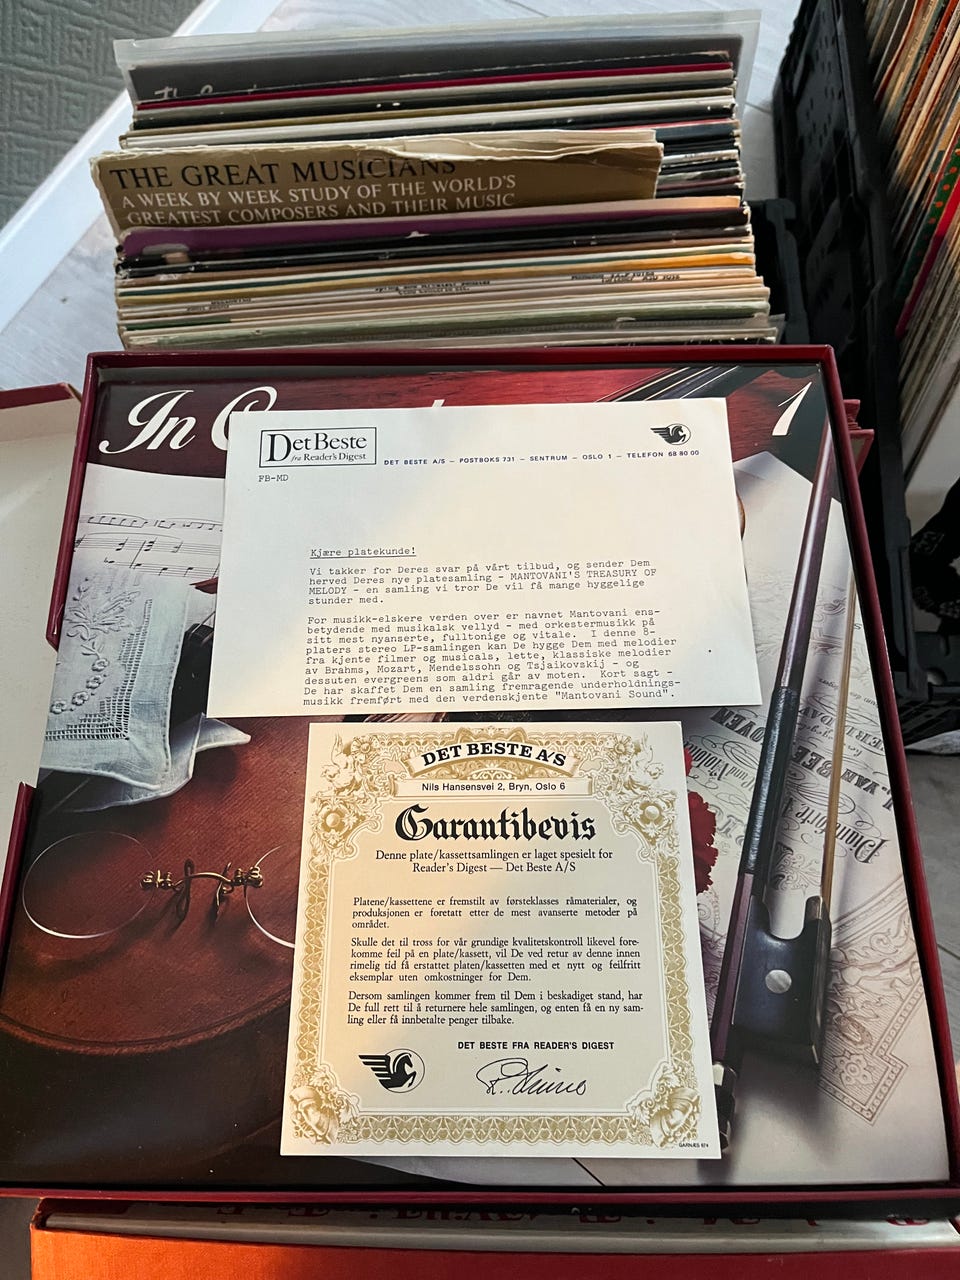 THE GREAT MUSICIANS
A WEEK BY WEEK STUDY OF THE WORLD'S
GREATEST COMPOSERS AND THEIR MUSIC
In
1
Det Beste
fra Reader's Digest
DET BESTE A/S — POSTBOKS 731 — SENTRUM — OSLO 1 — TELEFON 68 80 00
FB-MD
Kjære platekunde!
Vi takker for Deres svar på vårt tilbud, og sender Dem
herved Deres nye platesamling - MANTOVANI'S TREASURY OF
MELODY - en samling vi tror De vil få mange hyggelige
stunder med.
For musikk-elskere verden over er navnet Mantovani ens-
betydende med musikalsk vellyd - med orkestermusikk på
sitt mest nyanserte, fulltonige og vitale. I denne 8-
platers stereo LP-samlingen kan De hygge Dem med melodier
fra kjente filmer og musicals, lette, klassiske melodier
av Brahms, Mozart, Mendelssohn og Tsjaikovskij - og
dessuten evergreens som aldri går av moten. Kort sagt -
De har skaffet Dem en samling fremragende underholdnings-
musikk fremført med den verdenskjente "Mantovani Sound".
DET BESTE A/S
Nils Hansensvei 2, Bryn, Oslo 6
Garantibevis
Denne plate/kassettsamlingen er laget spesielt for
Reader's Digest — Det Beste A/S
Platene/kassettene er fremstilt av førsteklasses råmaterialer, og
produksjonen er foretatt etter de mest avanserte metoder på
området.
Skulle det til tross for vår grundige kvalitetskontroll likevel fore-
komme feil på en plate/kassett, vil De ved retur av denne innen
rimelig tid få erstattet platen/kassetten med et nytt og feilfritt
eksemplar uten omkostninger for Dem.
Dersom samlingen kommer frem til Dem i beskadiget stand, har
De full rett til å returnere hele samlingen, og enten få en ny sam-
ling eller få innbetalte penger tilbake.
DET BESTE FRA READER'S DIGEST
GARN/ES 674